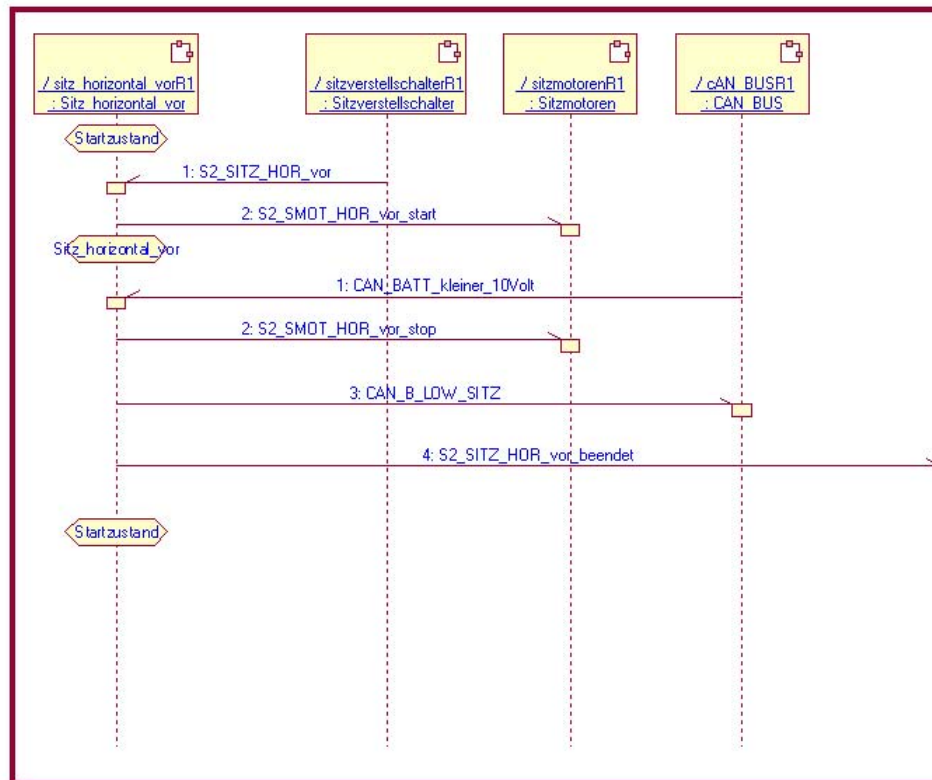 / sitz_horizontal_vorR1
: Sitz_horizontal_vor
/ sitzverstellschalterR1
: Sitzverstellschalter
/ sitzmotorenR1
: Sitzmotoren
/ cAN_BUSR1
: CAN_BUS
Startzustand
1: S2_SITZ_HOR_vor
2: S2_SMOT_HOR_vor_start
Sitz_horizontal_vor
1: CAN_BATT_kleiner_10Volt
2: S2_SMOT_HOR_vor_stop
3: CAN_B_LOW_SITZ
4: S2_SITZ_HOR_vor_beendet
Startzustand